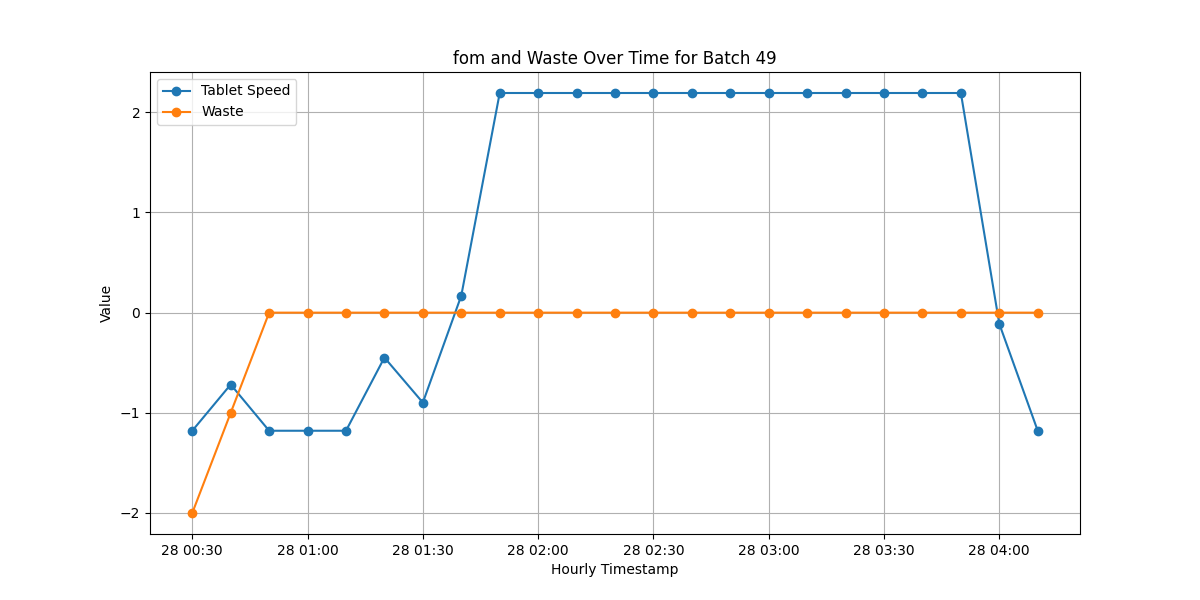 fom and Waste Over Time for Batch 49
Tablet Speed
Waste
Value
2
1
0
−1
−2
28 00:30 28 01:00 28 01:30 28 02:00 28 02:30 28 03:00 28 03:30 28 04:00
Hourly Timestamp